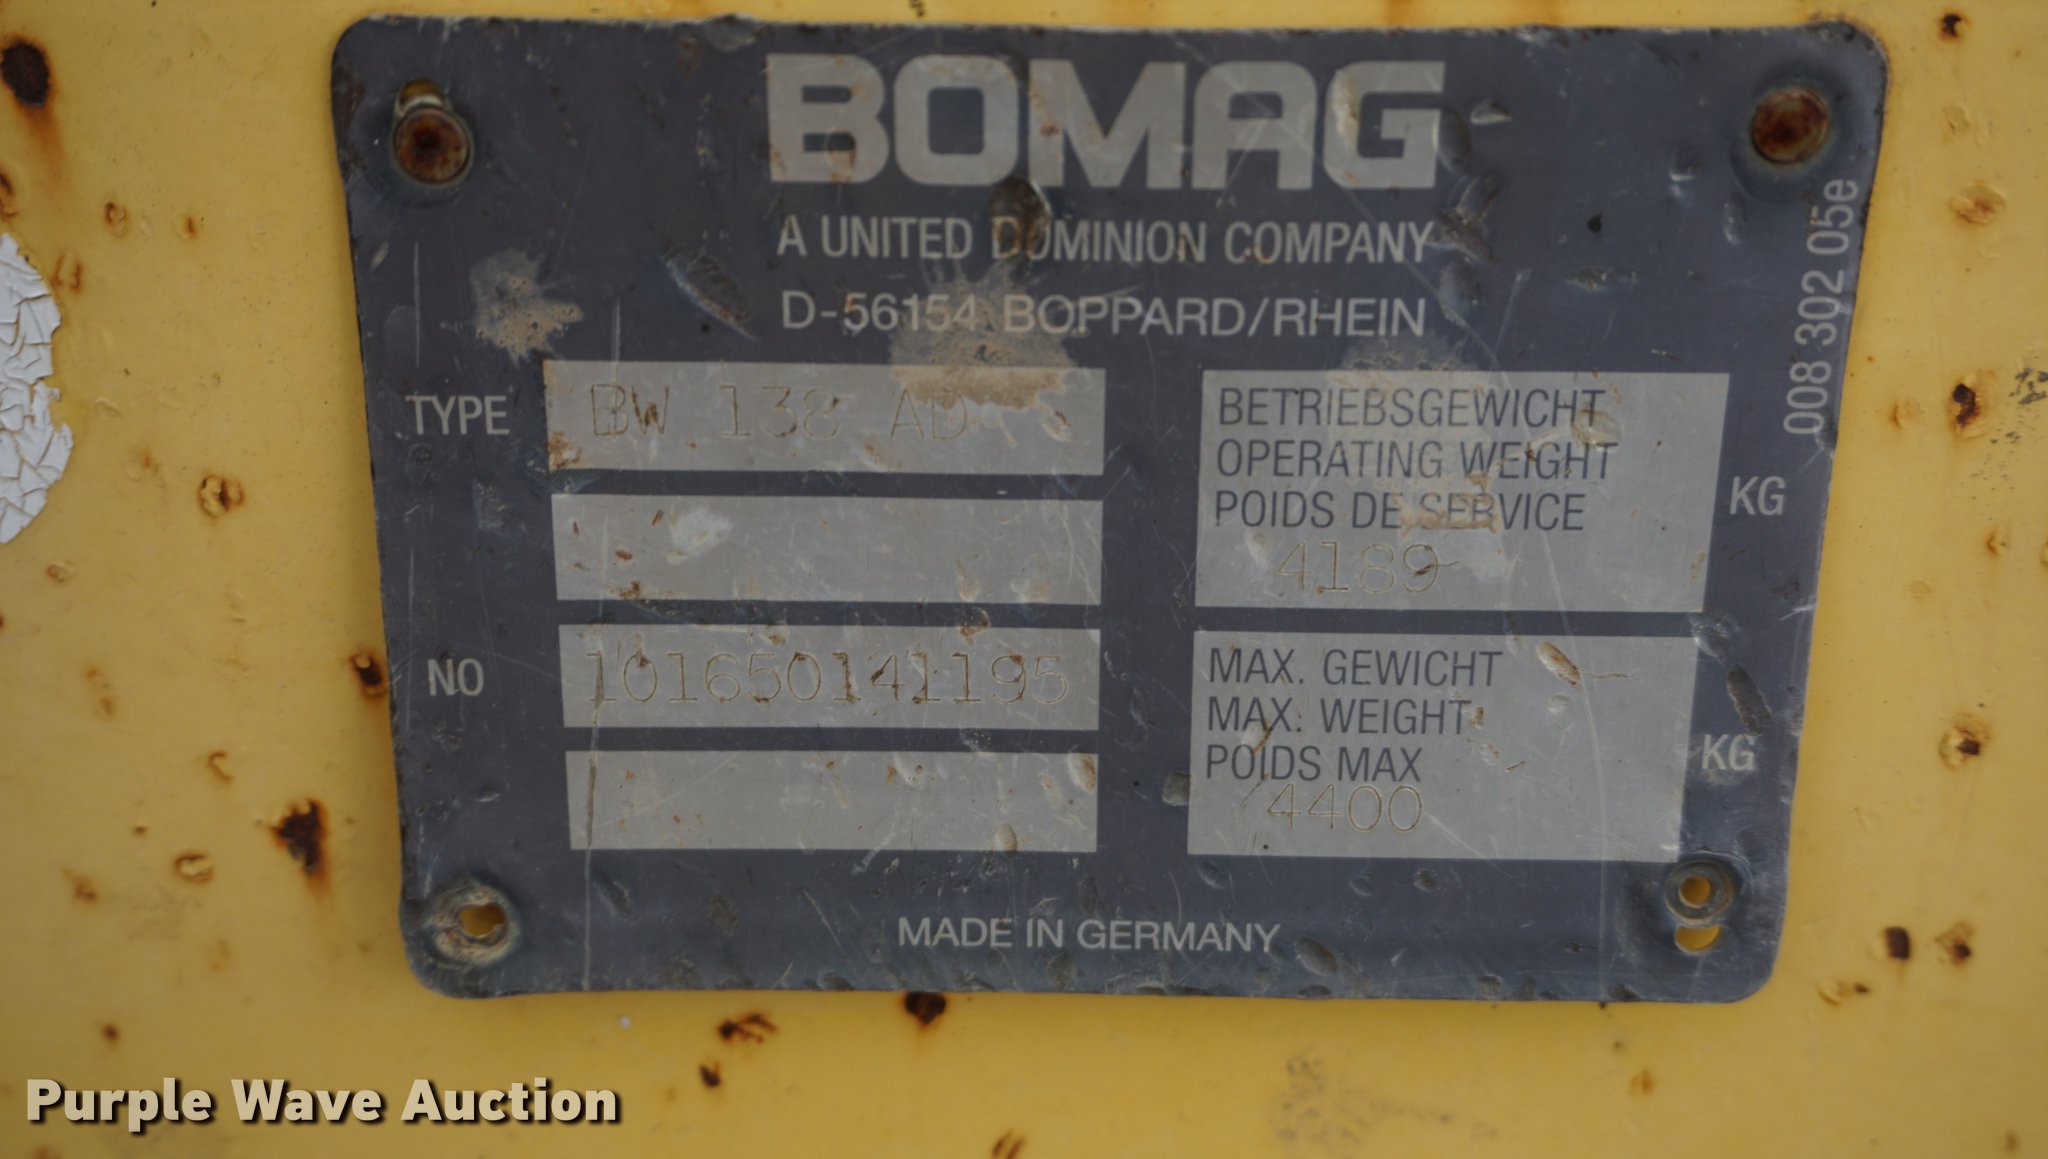 BOMAG
A UNITED DOMINION COMPANY
D-56154 BOPPARD/RHEIN
008 302 05e
TYPE BW 138 AD
NO 101650141195
BETRIEBSGEWICHT
OPERATING WEIGHT
POIDS DE SERVICE
4189 KG
MAX. GEWICHT
MAX. WEIGHT
POIDS MAX
4400 KG
MADE IN GERMANY
Purple Wave Auction